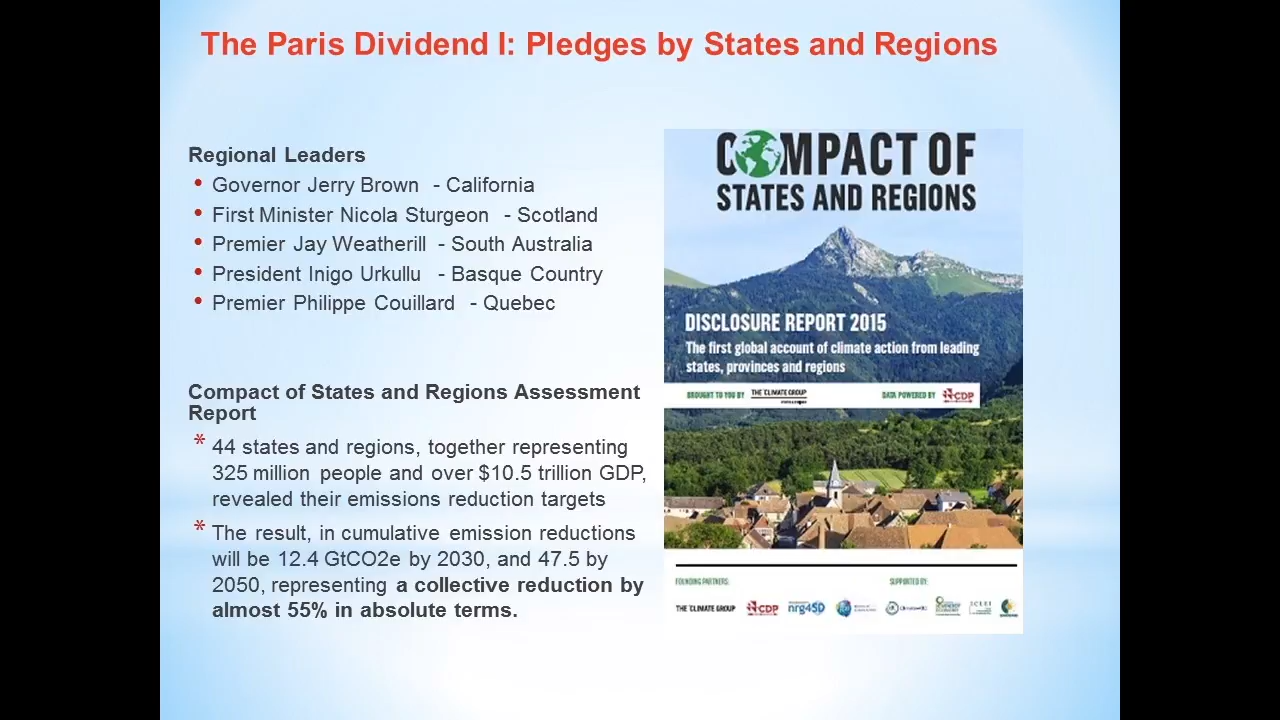 The Paris Dividend I: Pledges by States and Regions
Regional Leaders
• Governor Jerry Brown - California
• First Minister Nicola Sturgeon - Scotland
• Premier Jay Weatherill - South Australia
• President Inigo Urkullu - Basque Country
• Premier Philippe Couillard - Quebec
Compact of States and Regions Assessment
Report
* 44 states and regions, together representing
325 million people and over $10.5 trillion GDP,
revealed their emissions reduction targets
* The result, in cumulative emission reductions
will be 12.4 GtCO2e by 2030, and 47.5 by
2050, representing a collective reduction by
almost 55% in absolute terms.
COMPACT OF
STATES AND REGIONS
DISCLOSURE REPORT 2015
The first global account of climate action from leading
states, provinces and regions
BROUGHT TO YOU BY THE °CLIMATE GROUP
DATA POWERED BY CDP
FOUNDING PARTNERS:
SUPPORTED BY:
THE °CLIMATE GROUP CDP nrg4SD
ICLEI